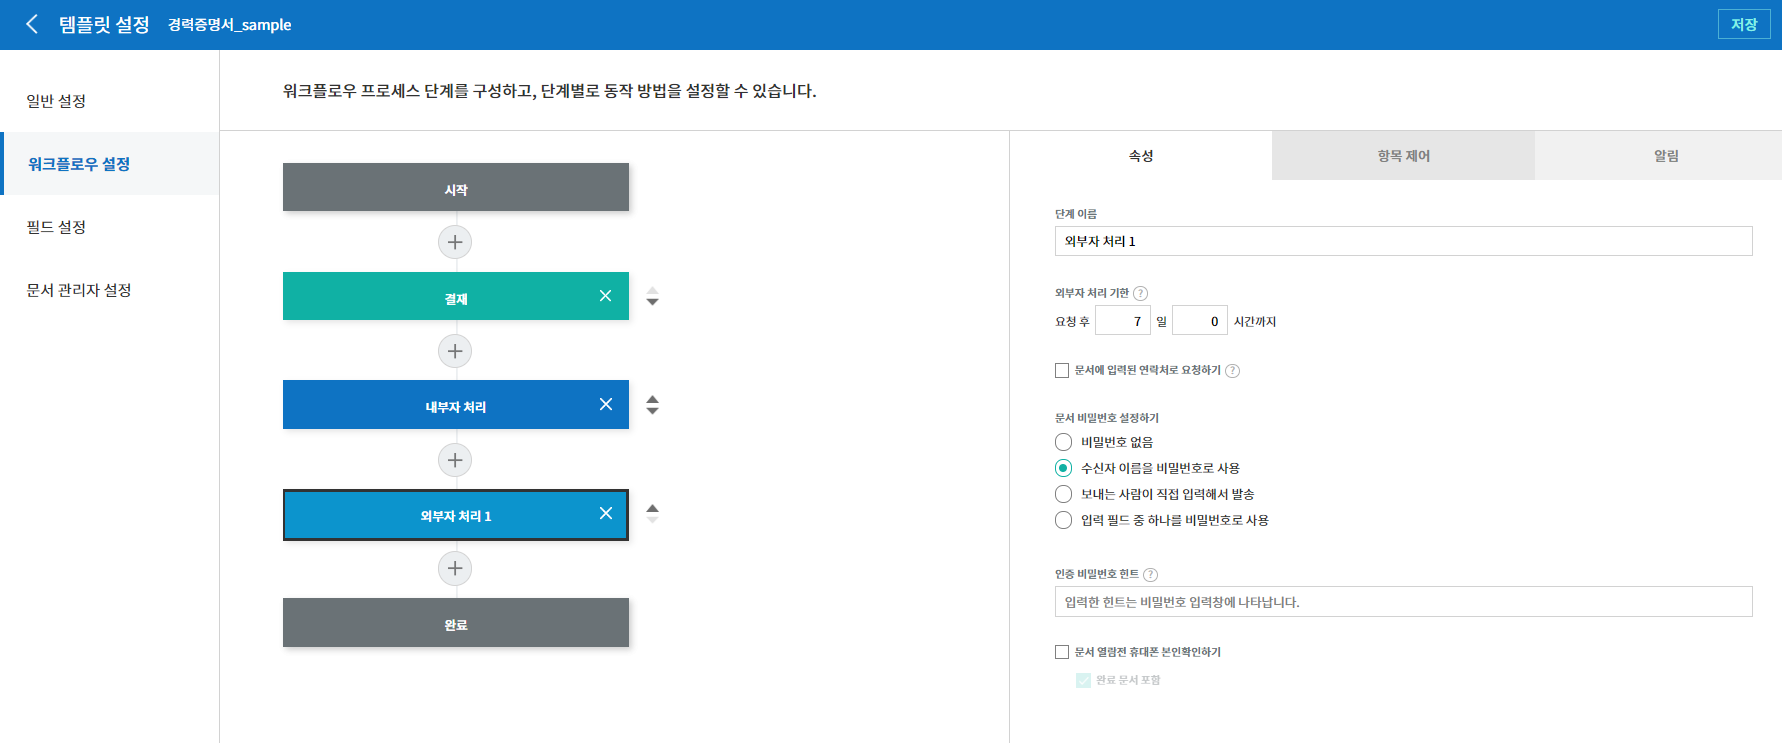 템플릿 설정 경력증명서_sample 저장
일반 설정
워크플로우 설정
필드 설정
문서 관리자 설정
워크플로우 프로세스 단계를 구성하고, 단계별로 동작 방법을 설정할 수 있습니다.
시작
결재
내부자 처리
외부자 처리 1
완료
속성 항목 제어 알림
단계 이름
외부자 처리 1
외부자 처리 기한 ?
요청 후 7 일 0 시간까지
문서에 입력된 연락처로 요청하기 ?
문서 비밀번호 설정하기
비밀번호 없음
수신자 이름을 비밀번호로 사용
보내는 사람이 직접 입력해서 발송
입력 필드 중 하나를 비밀번호로 사용
인증 비밀번호 힌트 ?
입력한 힌트는 비밀번호 입력창에 나타납니다.
문서 열람전 휴대폰 본인확인하기
완료 문서 포함